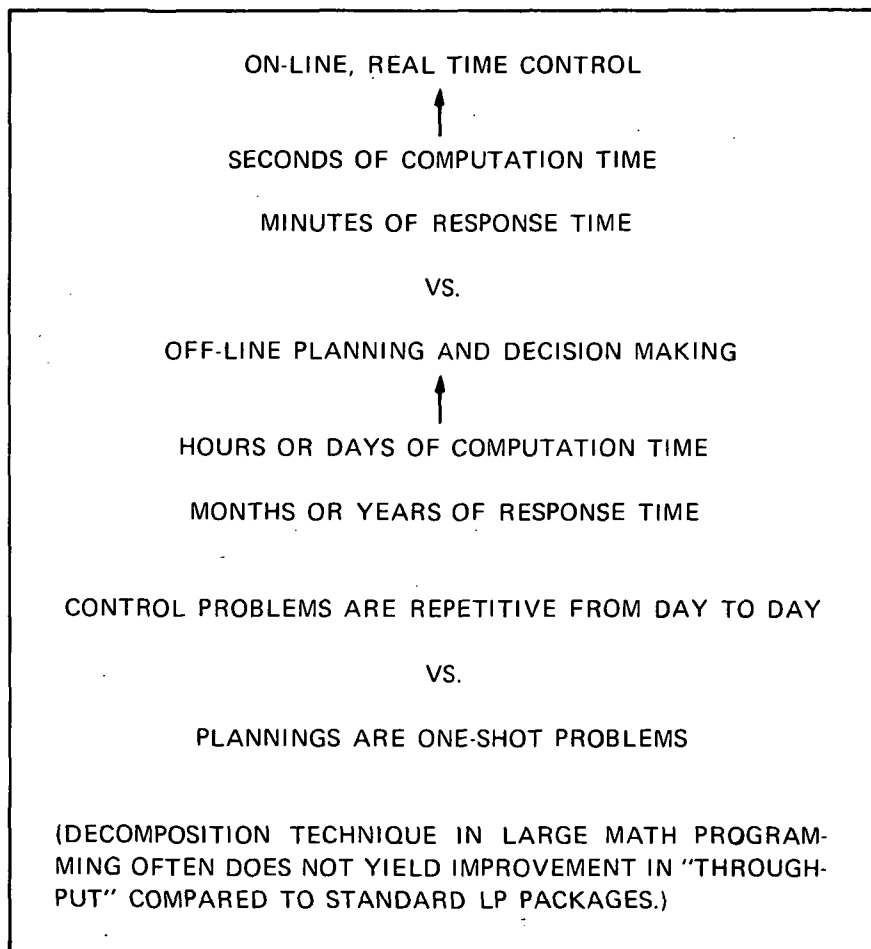 ON-LINE, REAL TIME CONTROL
SECONDS OF COMPUTATION TIME
MINUTES OF RESPONSE TIME
VS.
OFF-LINE PLANNING AND DECISION MAKING
HOURS OR DAYS OF COMPUTATION TIME
MONTHS OR YEARS OF RESPONSE TIME
CONTROL PROBLEMS ARE REPETITIVE FROM DAY TO DAY
VS.
PLANNINGS ARE ONE-SHOT PROBLEMS
(DECOMPOSITION TECHNIQUE IN LARGE MATH PROGRAM-
MING OFTEN DOES NOT YIELD IMPROVEMENT IN "THROUGH-
PUT" COMPARED TO STANDARD LP PACKAGES.)